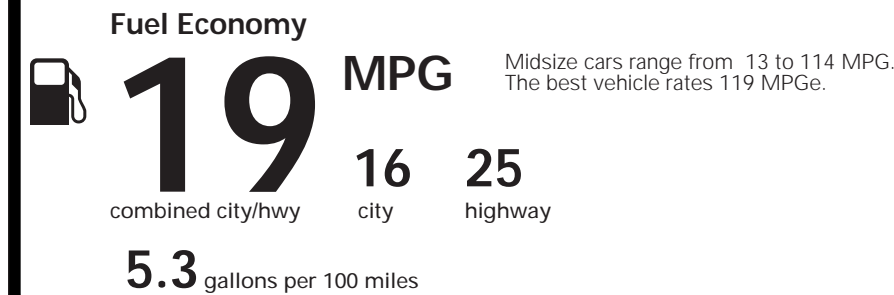 Fuel Economy
19 MPG
Midsize cars range from 13 to 114 MPG.
The best vehicle rates 119 MPGe.
16 25
combined city/hwy city highway
5.3 gallons per 100 miles